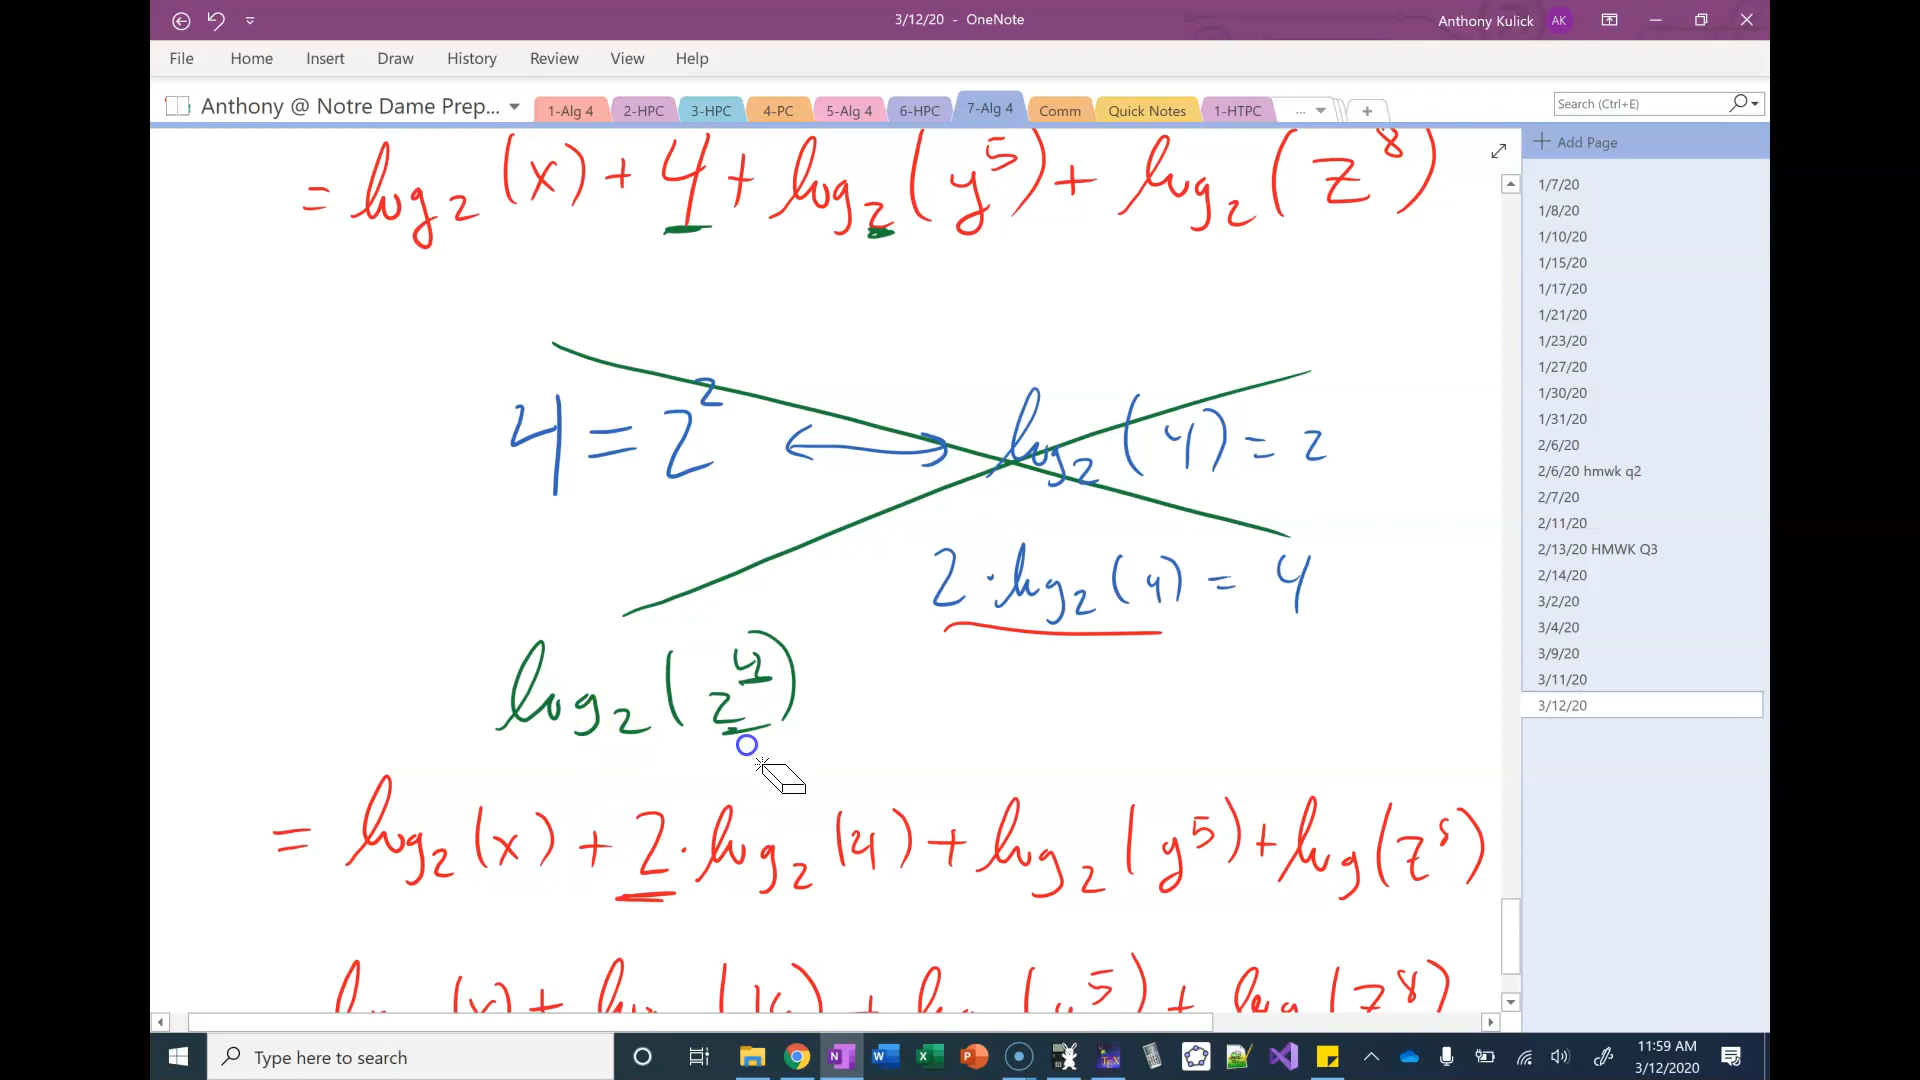 3/12/20 - OneNote
Anthony Kulick AK
File Home Insert Draw History Review View Help
Anthony @ Notre Dame Prep...
1-Alg 4 2-HPC 3-HPC 4-PC 5-Alg 4 6-HPC 7-Alg 4 Comm Quick Notes 1-HTPC ... +
Search (Ctrl+E)
= log₂ (x) + 4 + log₂ (y⁵) + log₂ (z⁸)
4 = 2² ⟷ log₂ (4) = 2
2 · log₂ (4) = 4
log₂ (2⁴)
= log₂ (x) + 2 · log₂ (4) + log₂ (y⁵) + log (z⁸)
Add Page
1/7/20
1/8/20
1/10/20
1/15/20
1/17/20
1/21/20
1/23/20
1/27/20
1/30/20
1/31/20
2/6/20
2/6/20 hmwk q2
2/7/20
2/11/20
2/13/20 HMWK Q3
2/14/20
3/2/20
3/4/20
3/9/20
3/11/20
3/12/20
Type here to search
11:59 AM
3/12/2020